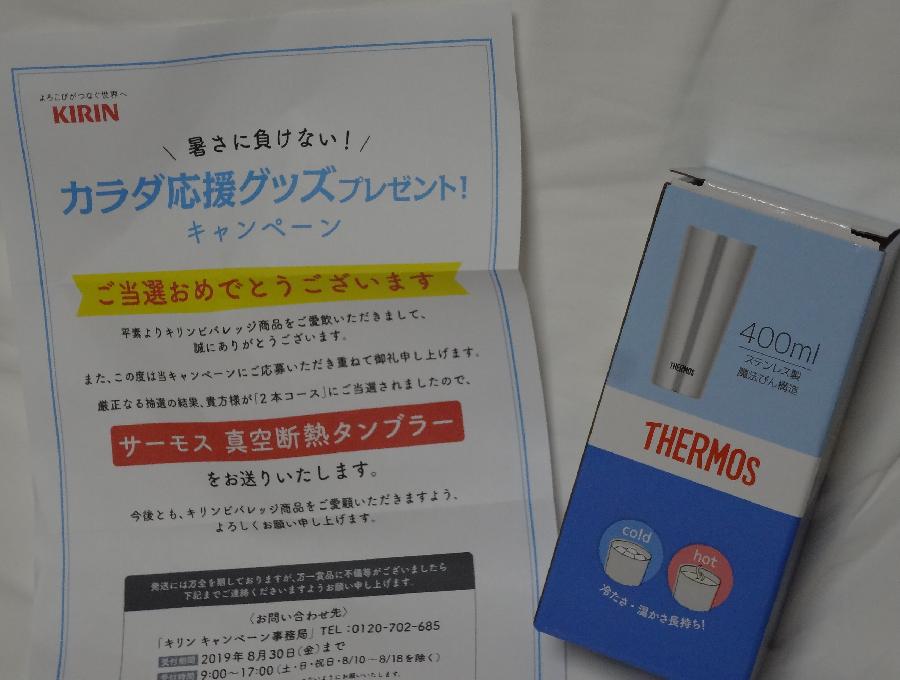 よろこびがつなぐ世界へ
KIRIN
暑さに負けない!
カラダ応援グッズプレゼント!
キャンペーン
ご当選おめでとうございます
平素よりキリンビバレッジ商品をご愛飲いただきまして、
誠にありがとうございます。
また、この度は当キャンペーンにご応募いただき重ねて御礼申し上げます。
厳正なる抽選の結果、貴方様が「2本コース」にご当選されましたので、
サーモス 真空断熱タンブラー
をお送りいたします。
今後とも、キリンビバレッジ商品をご愛顧いただきますよう、
よろしくお願い申し上げます。
発送には万全を期しておりますが、万一賞品に不備等がございましたら
下記までご連絡くださいますようお願い申し上げます。
〈お問い合わせ先〉
「キリン キャンペーン事務局」 TEL:0120-702-685
受付期間 2019年8月30日(金)まで
受付時間 9:00~17:00(土・日・祝日・8/10~8/18を除く)
400ml
ステンレス製
魔法びん構造
THERMOS
THERMOS
cold
hot
冷たさ・温かさ長持ち!